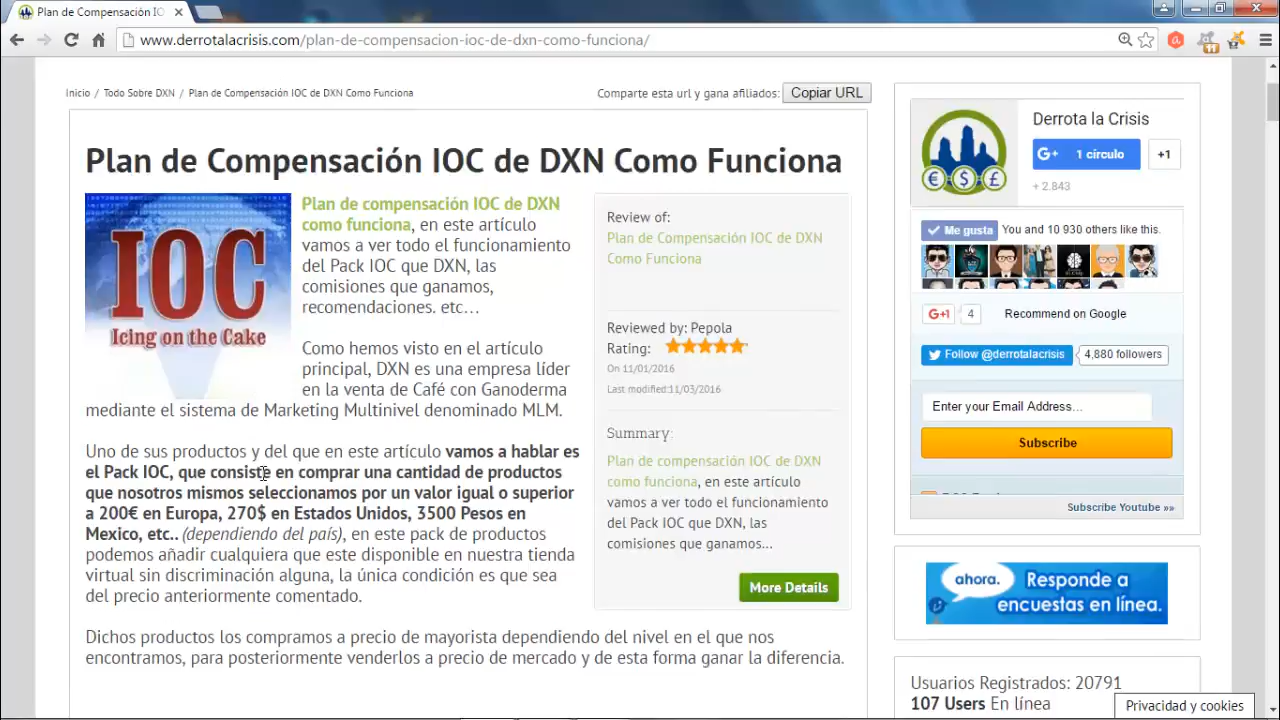 Plan de Compensación IO
www.derrotalacrisis.com/plan-de-compensacion-ioc-de-dxn-como-funciona/
11
Inicio / Todo Sobre DXN / Plan de Compensación IOC de DXN Como Funciona
Comparte esta url y gana afiliados: Copiar URL
Plan de Compensación IOC de DXN Como Funciona
IOC
Icing on the Cake
Plan de compensación IOC de DXN
como funciona, en este artículo
vamos a ver todo el funcionamiento
del Pack IOC que DXN, las
comisiones que ganamos,
recomendaciones. etc…
Como hemos visto en el artículo
principal, DXN es una empresa líder
en la venta de Café con Ganoderma
mediante el sistema de Marketing Multinivel denominado MLM.
Uno de sus productos y del que en este artículo vamos a hablar es
el Pack IOC, que consiste en comprar una cantidad de productos
que nosotros mismos seleccionamos por un valor igual o superior
a 200€ en Europa, 270$ en Estados Unidos, 3500 Pesos en
Mexico, etc.. (dependiendo del país), en este pack de productos
podemos añadir cualquiera que este disponible en nuestra tienda
virtual sin discriminación alguna, la única condición es que sea
del precio anteriormente comentado.
Dichos productos los compramos a precio de mayorista dependiendo del nivel en el que nos
encontramos, para posteriormente venderlos a precio de mercado y de esta forma ganar la diferencia.
Review of:
Plan de Compensación IOC de DXN
Como Funciona
Reviewed by: Pepola
Rating:
On 11/01/2016
Last modified:11/03/2016
Summary:
Plan de compensación IOC de DXN
como funciona, en este artículo
vamos a ver todo el funcionamiento
del Pack IOC que DXN, las
comisiones que ganamos...
More Details
€ $ £
Derrota la Crisis
G+ 1 círculo +1
+ 2.843
Me gusta You and 10 930 others like this.
G+1 4 Recommend on Google
Follow @derrotalacrisis 4,880 followers
Enter your Email Address...
Subscribe
Subscribe Youtube »»
ahora. Responde a
encuestas en línea.
Usuarios Registrados: 20791
107 Users En línea
Privacidad y cookies